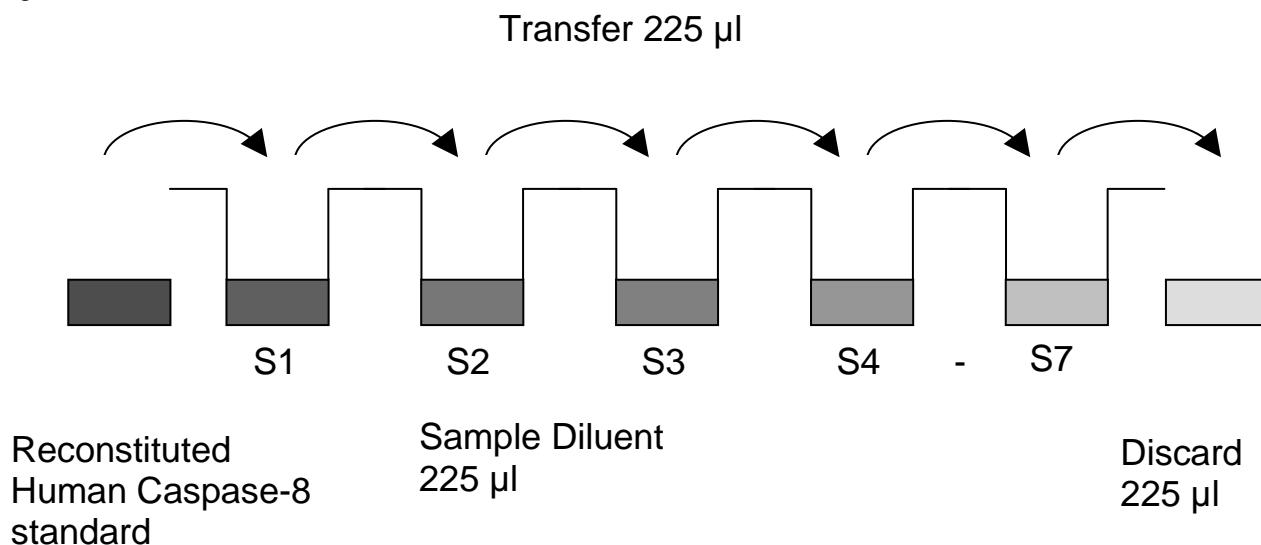 Transfer 225 µl
S1 S2 S3 S4 - S7
Reconstituted
Human Caspase-8
standard
Sample Diluent
225 µl
Discard
225 µl